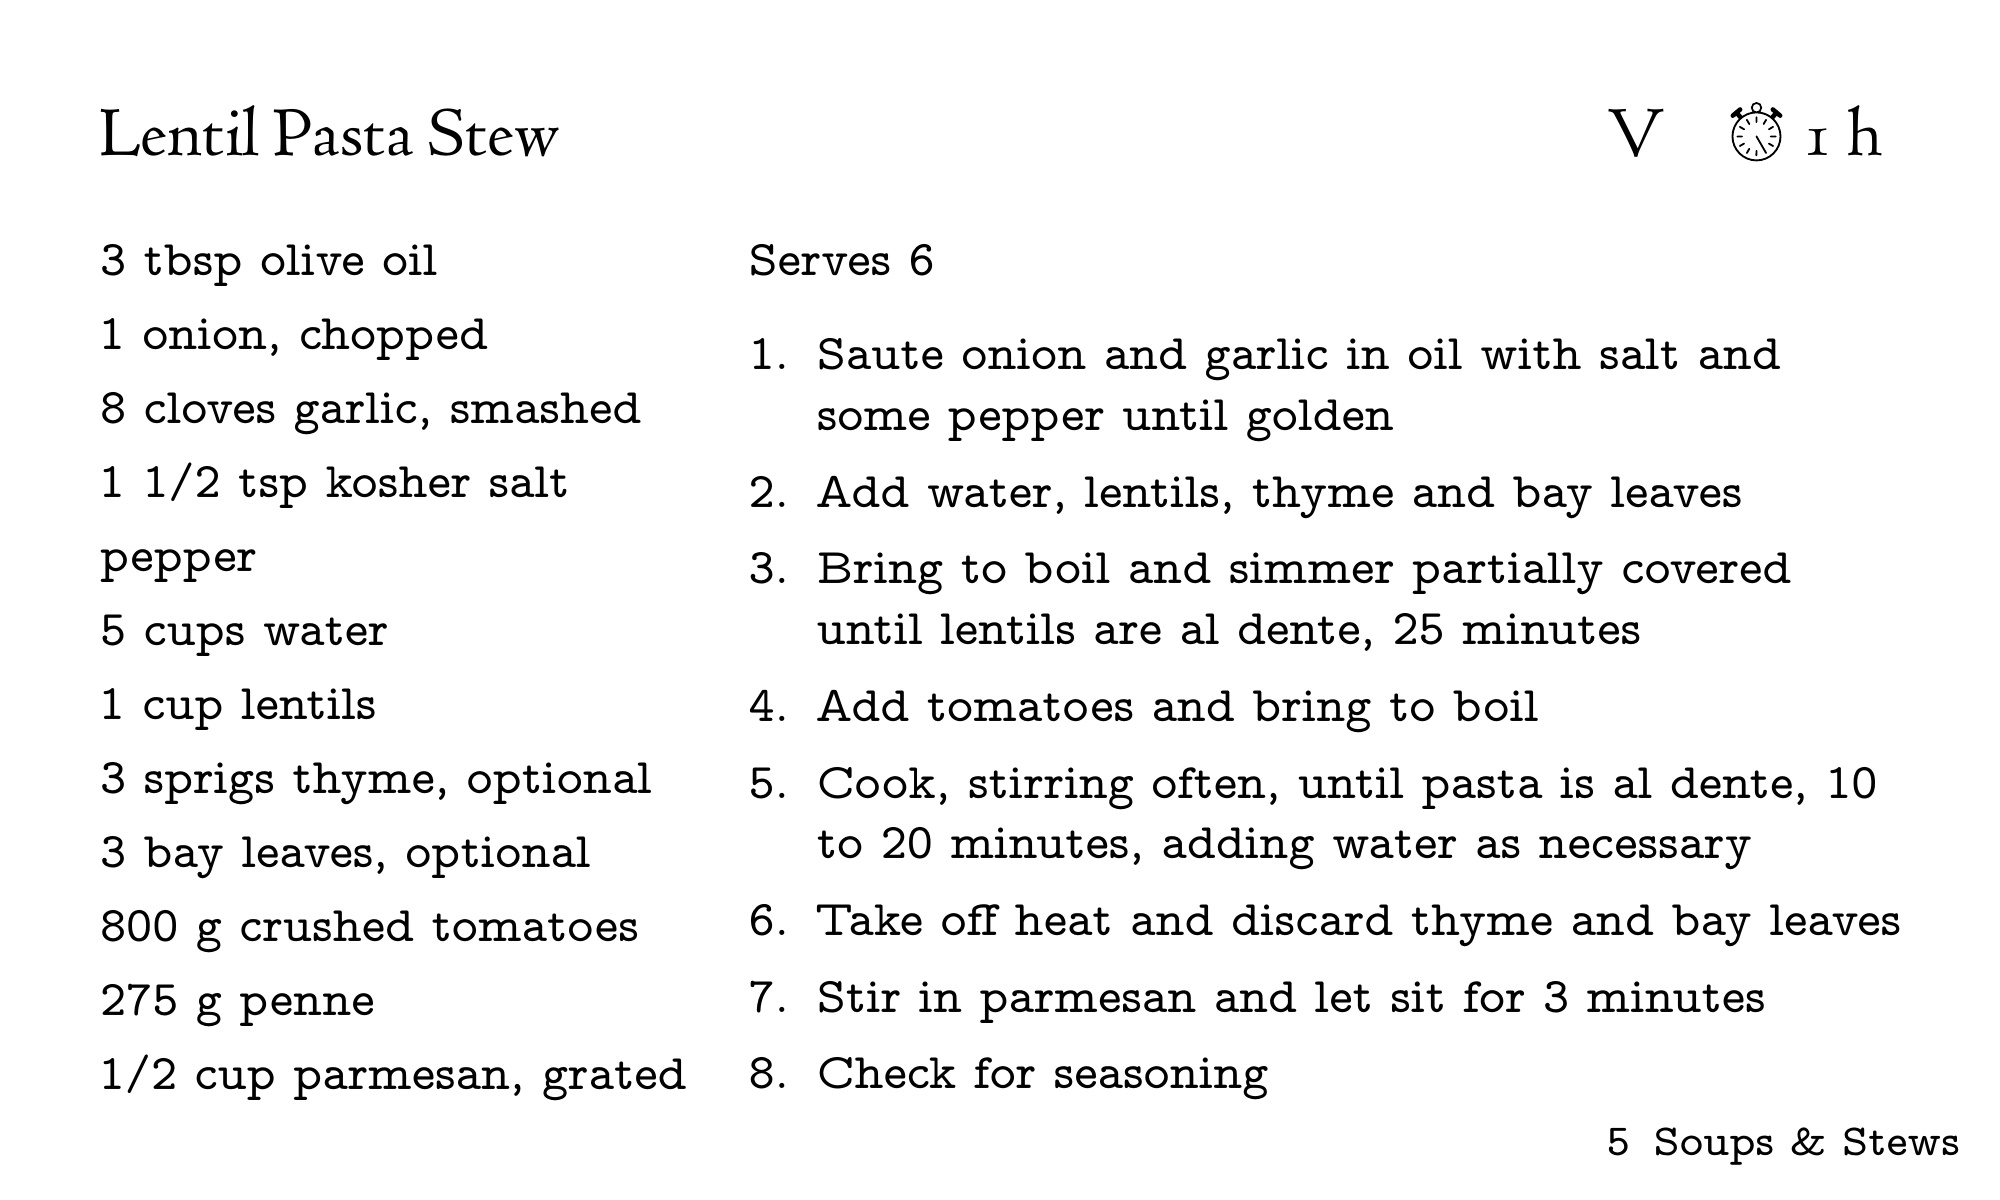 Lentil Pasta Stew
V 1 h
3 tbsp olive oil
1 onion, chopped
8 cloves garlic, smashed
1 1/2 tsp kosher salt
pepper
5 cups water
1 cup lentils
3 sprigs thyme, optional
3 bay leaves, optional
800 g crushed tomatoes
275 g penne
1/2 cup parmesan, grated
Serves 6
1. Saute onion and garlic in oil with salt and
some pepper until golden
2. Add water, lentils, thyme and bay leaves
3. Bring to boil and simmer partially covered
until lentils are al dente, 25 minutes
4. Add tomatoes and bring to boil
5. Cook, stirring often, until pasta is al dente, 10
to 20 minutes, adding water as necessary
6. Take off heat and discard thyme and bay leaves
7. Stir in parmesan and let sit for 3 minutes
8. Check for seasoning
5 Soups & Stews